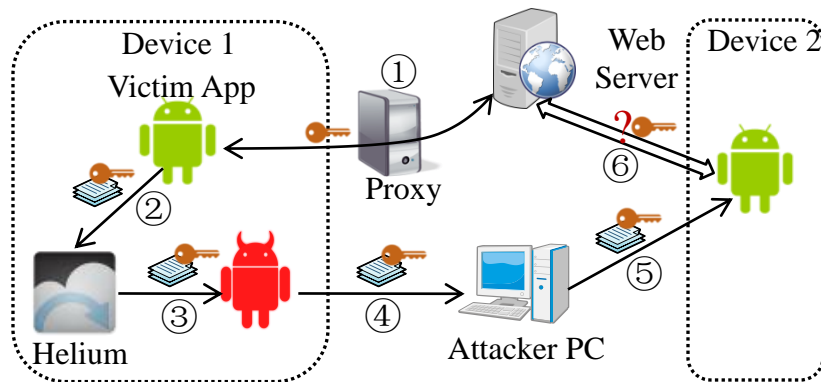 Device 1
Victim App
①
Web
Server
Device 2
Proxy
?
⑥
②
③
④
⑤
Helium
Attacker PC